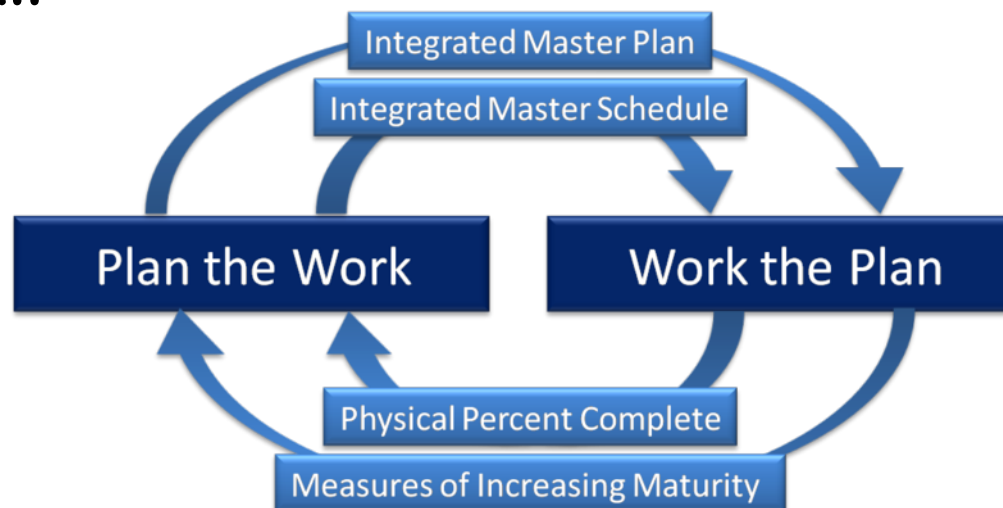 ...
Integrated Master Plan
Integrated Master Schedule
Plan the Work
Work the Plan
Physical Percent Complete
Measures of Increasing Maturity